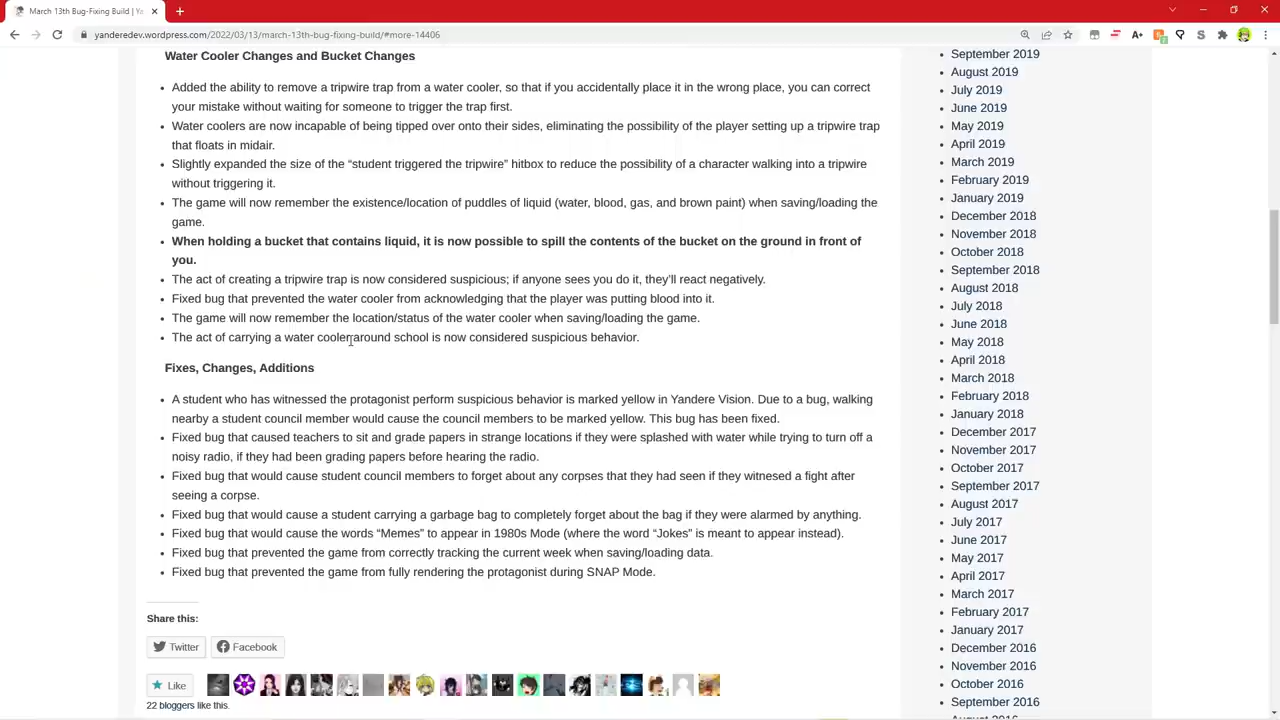 March 13th Bug-Fixing Build | Ya
yanderedev.wordpress.com/2022/03/13/march-13th-bug-fixing-build/#more-14406
Water Cooler Changes and Bucket Changes
Added the ability to remove a tripwire trap from a water cooler, so that if you accidentally place it in the wrong place, you can correct
your mistake without waiting for someone to trigger the trap first.
Water coolers are now incapable of being tipped over onto their sides, eliminating the possibility of the player setting up a tripwire trap
that floats in midair.
Slightly expanded the size of the “student triggered the tripwire” hitbox to reduce the possibility of a character walking into a tripwire
without triggering it.
The game will now remember the existence/location of puddles of liquid (water, blood, gas, and brown paint) when saving/loading the
game.
When holding a bucket that contains liquid, it is now possible to spill the contents of the bucket on the ground in front of
you.
The act of creating a tripwire trap is now considered suspicious; if anyone sees you do it, they’ll react negatively.
Fixed bug that prevented the water cooler from acknowledging that the player was putting blood into it.
The game will now remember the location/status of the water cooler when saving/loading the game.
The act of carrying a water cooler around school is now considered suspicious behavior.
Fixes, Changes, Additions
A student who has witnessed the protagonist perform suspicious behavior is marked yellow in Yandere Vision. Due to a bug, walking
nearby a student council member would cause the council members to be marked yellow. This bug has been fixed.
Fixed bug that caused teachers to sit and grade papers in strange locations if they were splashed with water while trying to turn off a
noisy radio, if they had been grading papers before hearing the radio.
Fixed bug that would cause student council members to forget about any corpses that they had seen if they witnesed a fight after
seeing a corpse.
Fixed bug that would cause a student carrying a garbage bag to completely forget about the bag if they were alarmed by anything.
Fixed bug that would cause the words “Memes” to appear in 1980s Mode (where the word “Jokes” is meant to appear instead).
Fixed bug that prevented the game from correctly tracking the current week when saving/loading data.
Fixed bug that prevented the game from fully rendering the protagonist during SNAP Mode.
Share this:
Twitter Facebook
Like
22 bloggers like this.
September 2019
August 2019
July 2019
June 2019
May 2019
April 2019
March 2019
February 2019
January 2019
December 2018
November 2018
October 2018
September 2018
August 2018
July 2018
June 2018
May 2018
April 2018
March 2018
February 2018
January 2018
December 2017
November 2017
October 2017
September 2017
August 2017
July 2017
June 2017
May 2017
April 2017
March 2017
February 2017
January 2017
December 2016
November 2016
October 2016
September 2016